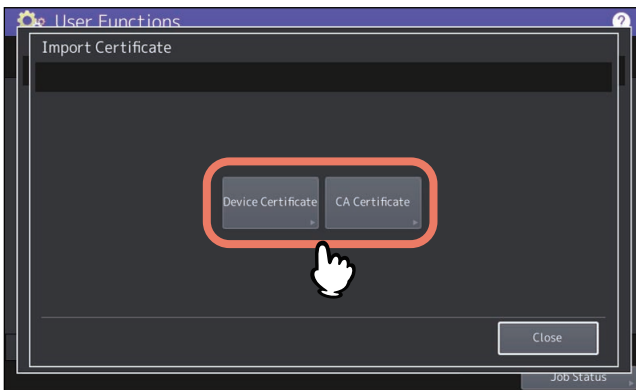 User Functions
?
Import Certificate
Device Certificate
CA Certificate
Close
Job Status